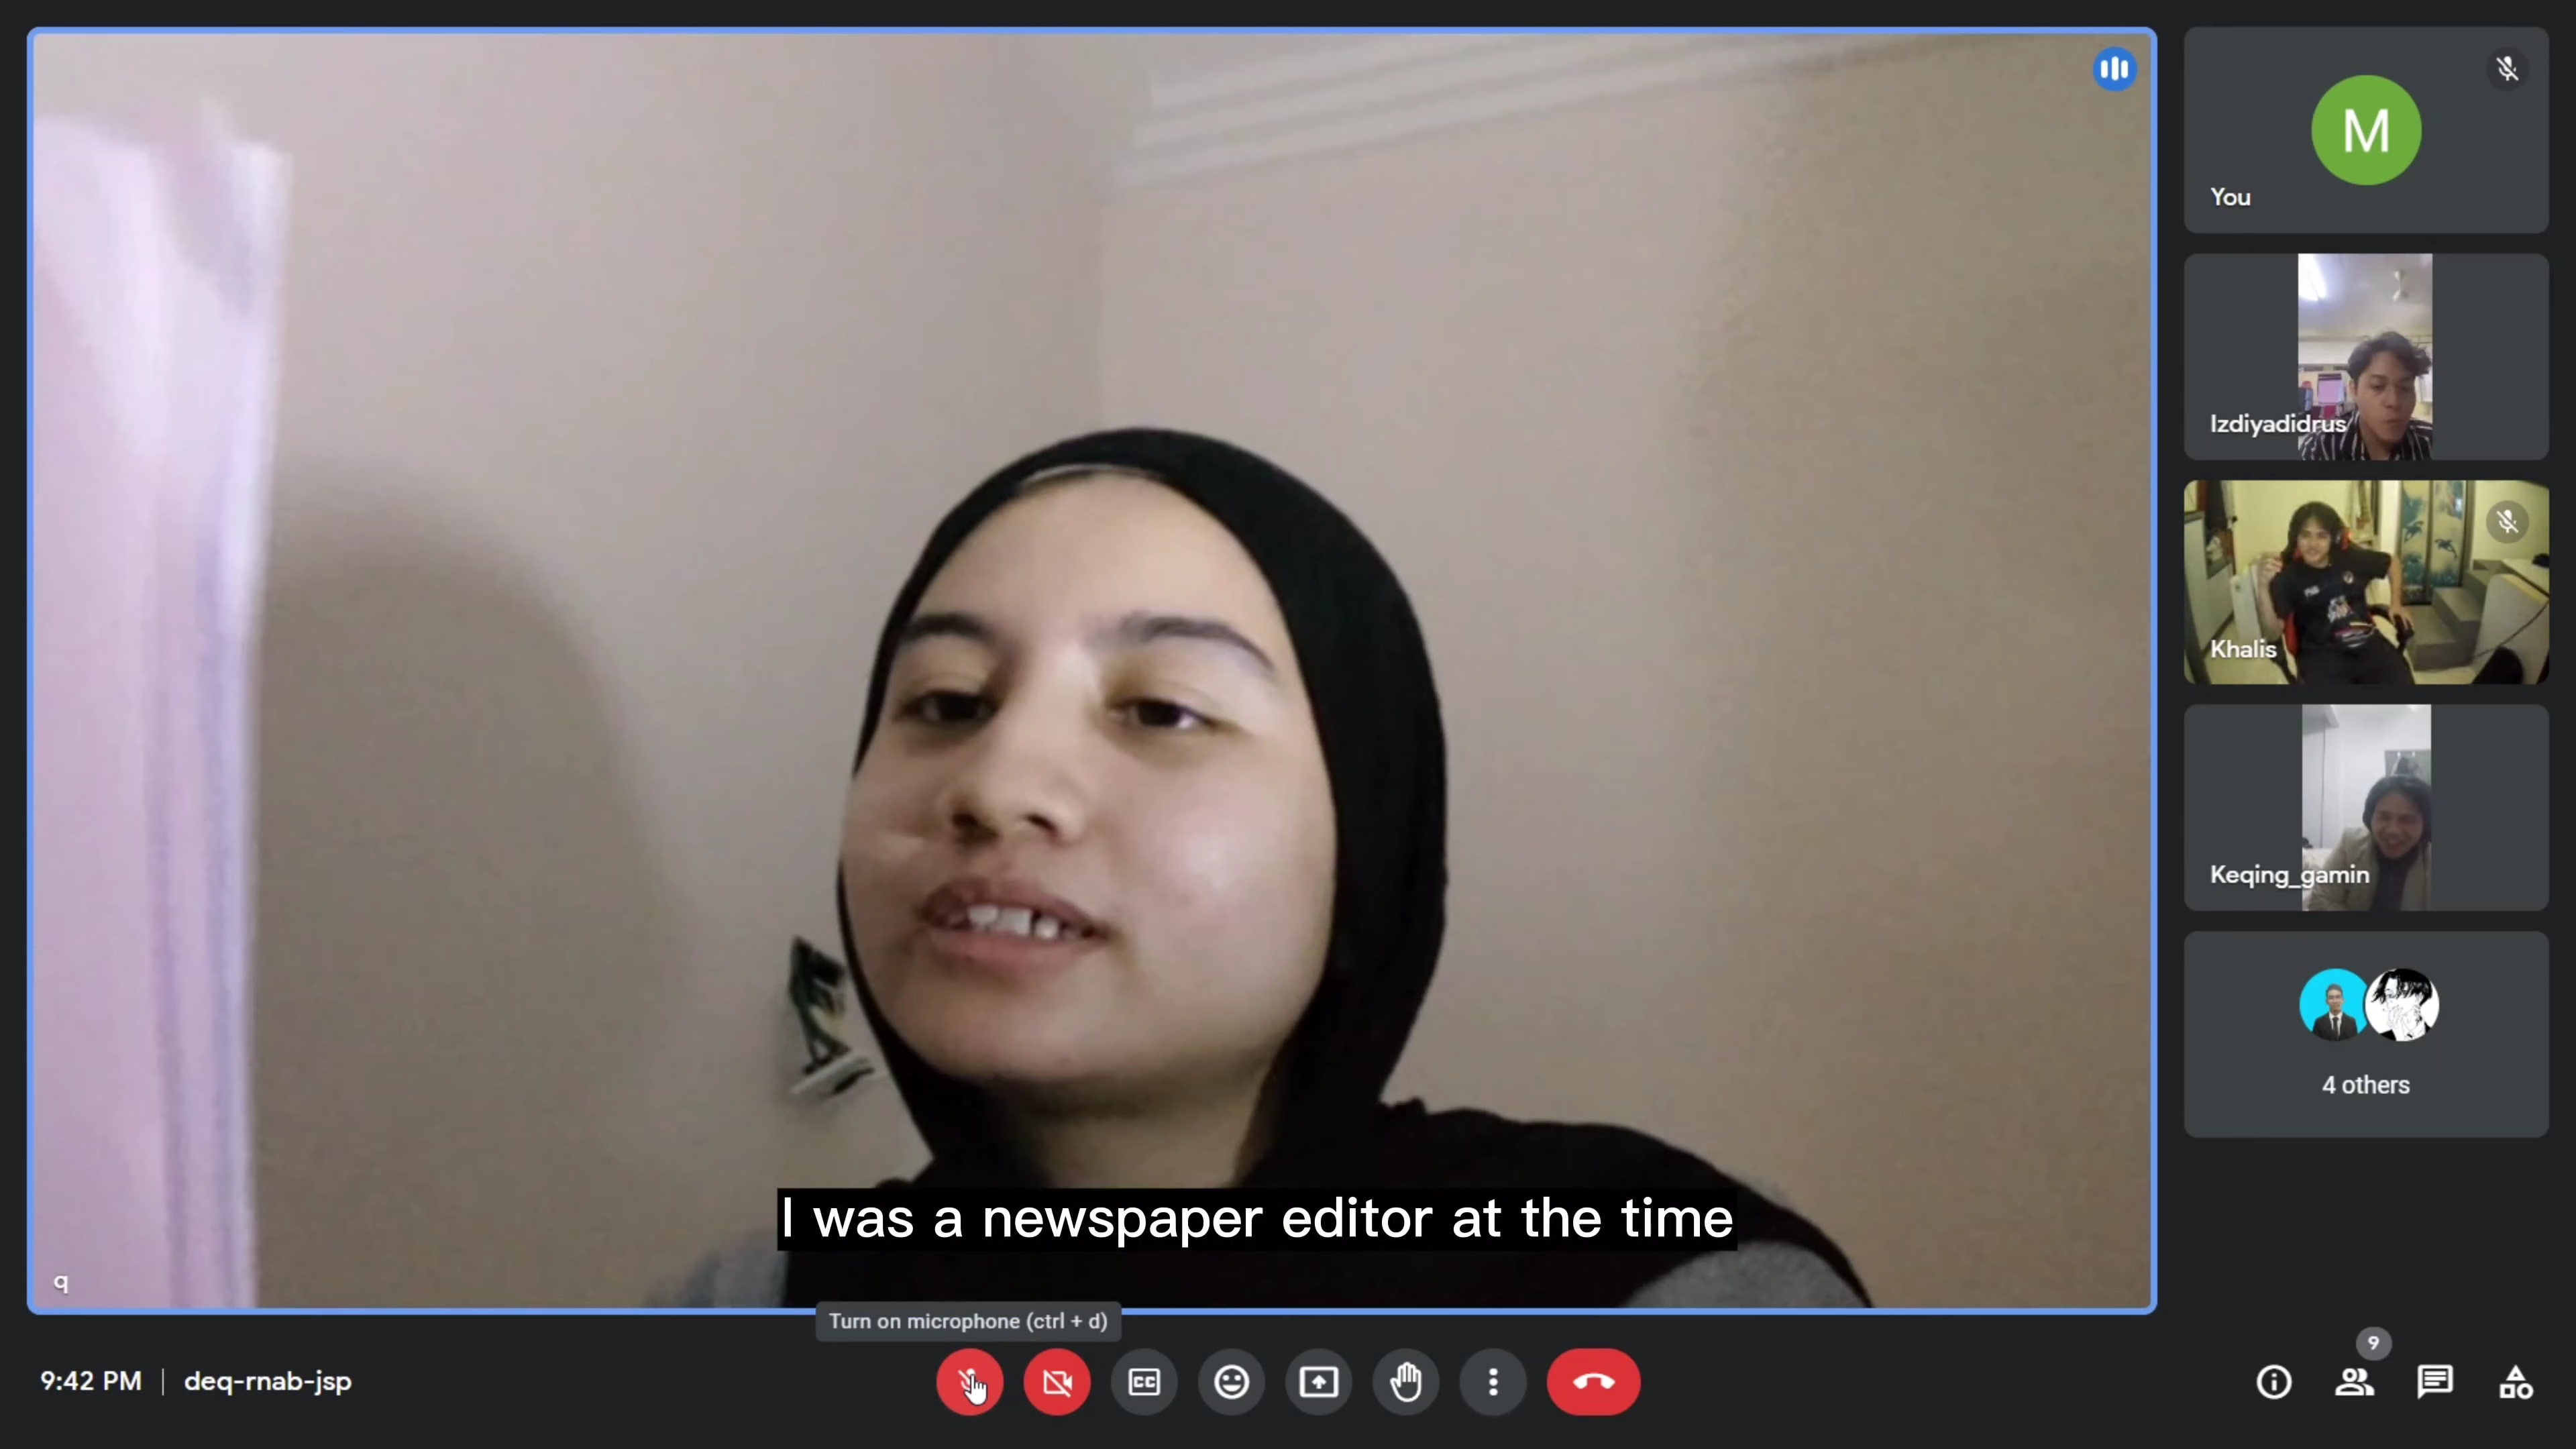 M
You
Izdiyadidrus
Khalis
Keqing_gamin
4 others
I was a newspaper editor at the time
q
Turn on microphone (ctrl + d)
9:42 PM | deq-rnab-jsp
CC
9